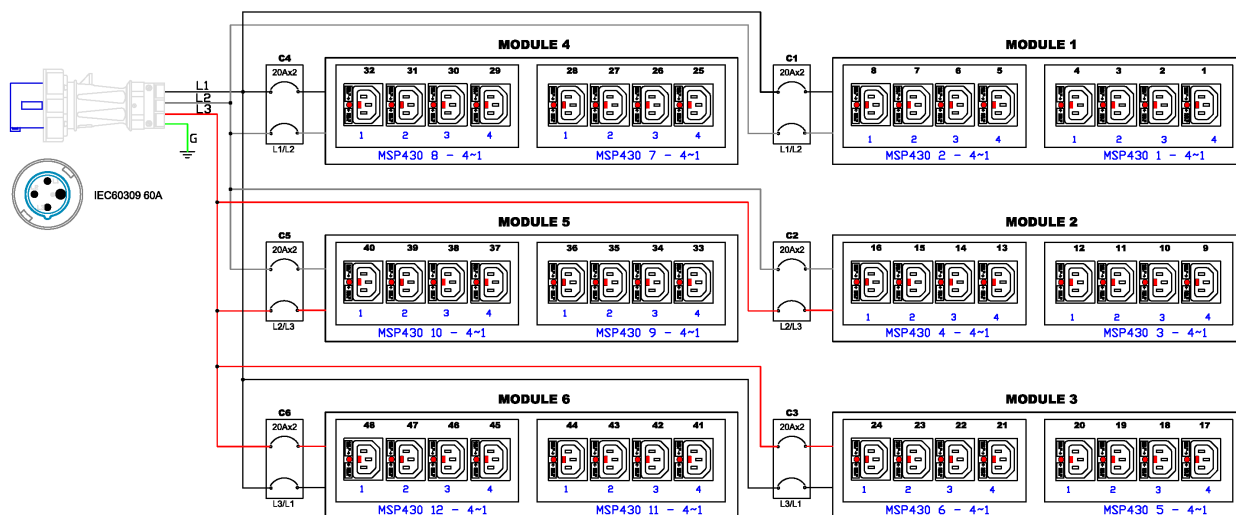 MODULE 4
MODULE 1
C4
20Ax2
32 31 30 29 28 27 26 25
C1
20Ax2
8 7 6 5 4 3 2 1
L1
L2
L3
G
1 2 3 4 1 2 3 4
1 2 3 4 1 2 3 4
L1/L2
MSP430 8 - 4~1
MSP430 7 - 4~1
L1/L2
MSP430 2 - 4~1
MSP430 1 - 4~1
IEC60309 60A
MODULE 5
MODULE 2
C5
20Ax2
40 39 38 37 36 35 34 33
C2
20Ax2
16 15 14 13 12 11 10 9
1 2 3 4 1 2 3 4
1 2 3 4 1 2 3 4
L2/L3
MSP430 10 - 4~1
MSP430 9 - 4~1
L2/L3
MSP430 4 - 4~1
MSP430 3 - 4~1
MODULE 6
MODULE 3
C6
20Ax2
48 47 46 45 44 43 42 41
C3
20Ax2
24 23 22 21 20 19 18 17
1 2 3 4 1 2 3 4
1 2 3 4 1 2 3 4
L3/L1
MSP430 12 - 4~1
MSP430 11 - 4~1
L3/L1
MSP430 6 - 4~1
MSP430 5 - 4~1